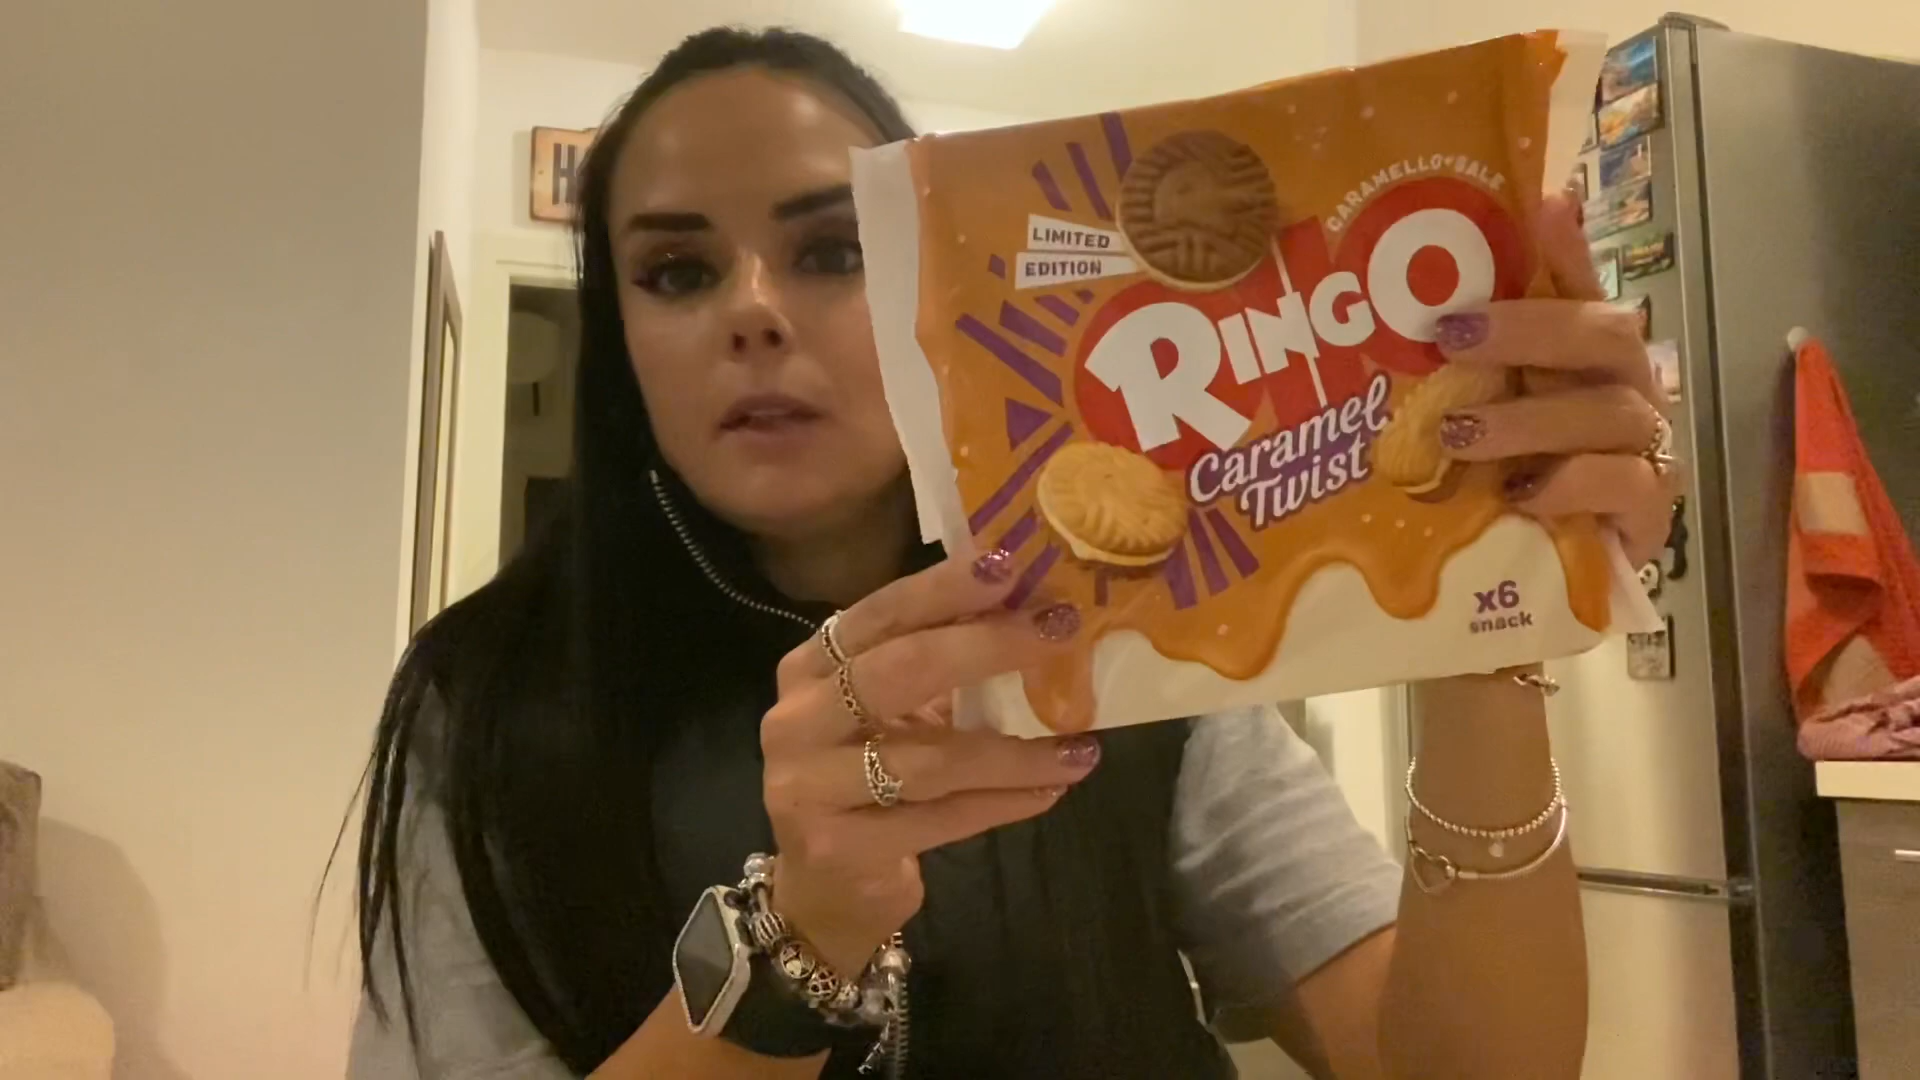 CARAMELLO+SALE
LIMITED
EDITION
RINGO
Caramel
Twist
x6
snack
H